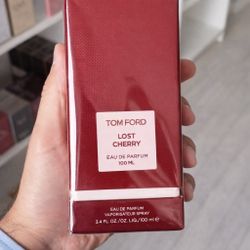 TOM FORD
LOST
CHERRY
EAU DE PARFUM
100 ML
EAU DE PARFUM
VAPORISATEUR SPRAY
3.4 FL.OZ./OZ. LIQ./100 ml ℮